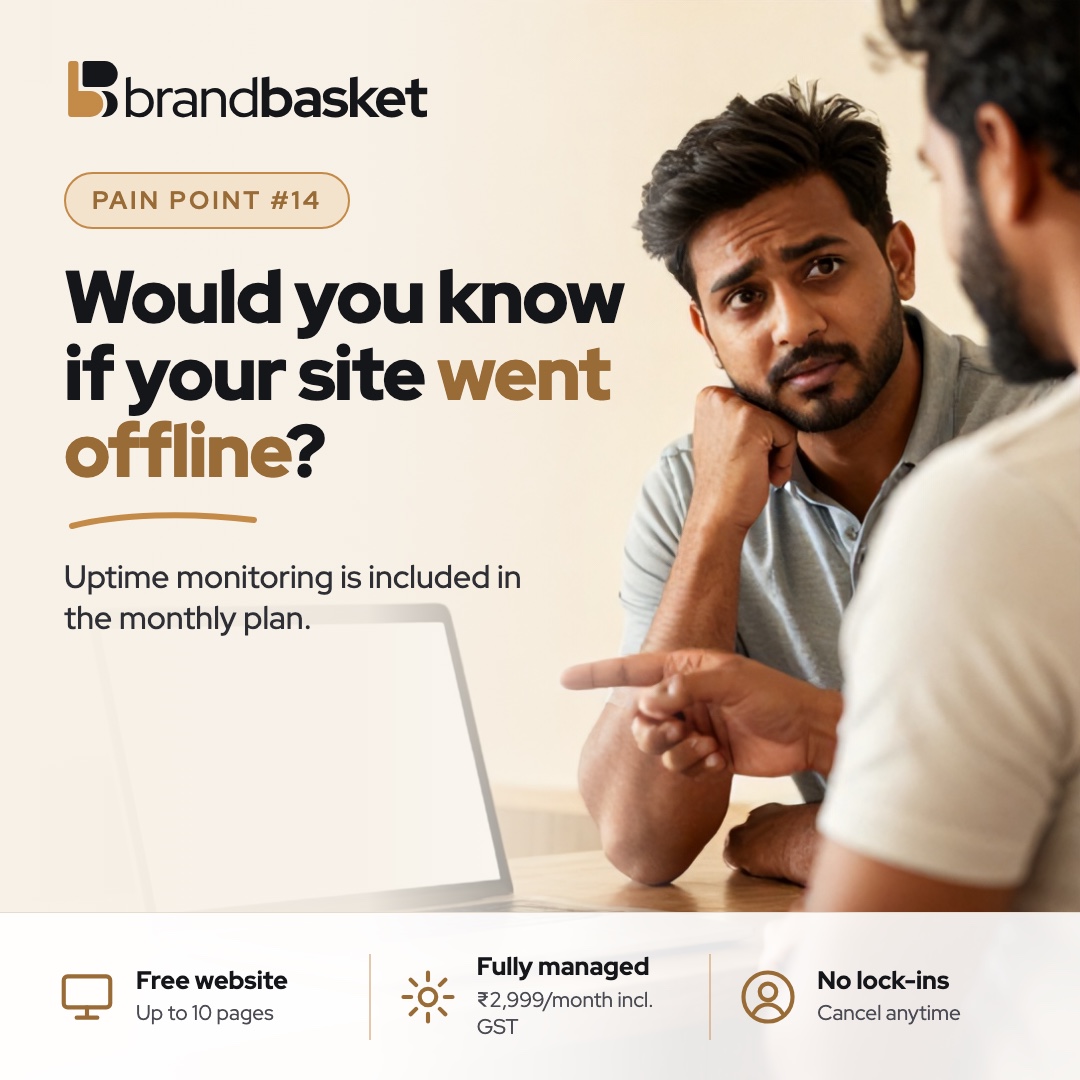 brandbasket
PAIN POINT #14
Would you know
if your site went
offline?
Uptime monitoring is included in
the monthly plan.
Free website
Up to 10 pages
Fully managed
₹2,999/month incl.
GST
No lock-ins
Cancel anytime